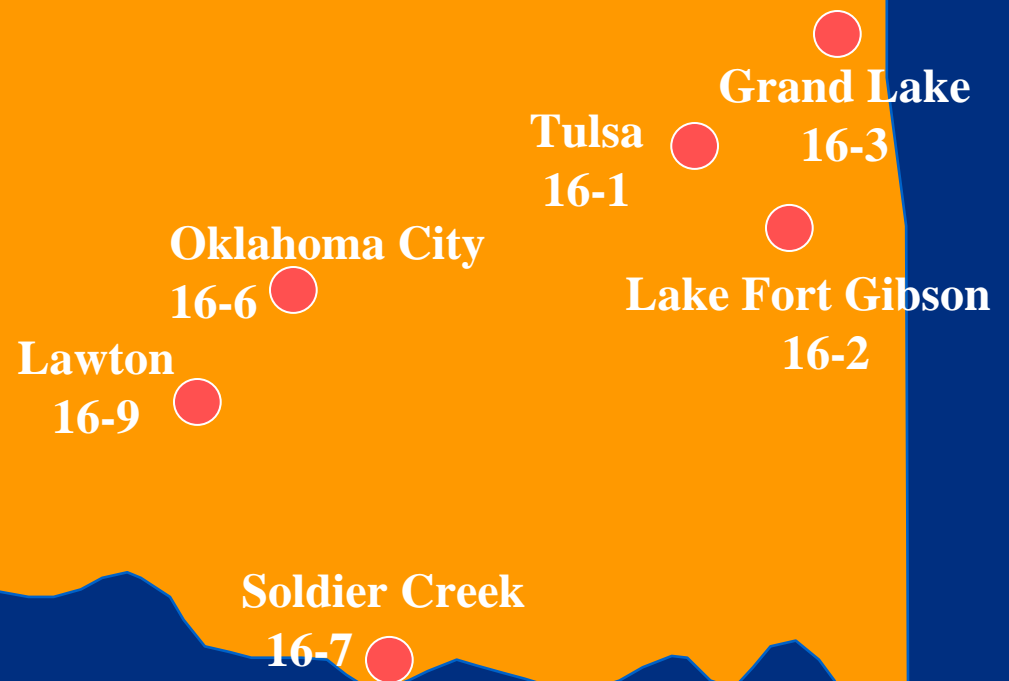 Grand Lake
16-3
Tulsa
16-1
Oklahoma City
16-6
Lake Fort Gibson
16-2
Lawton
16-9
Soldier Creek
16-7